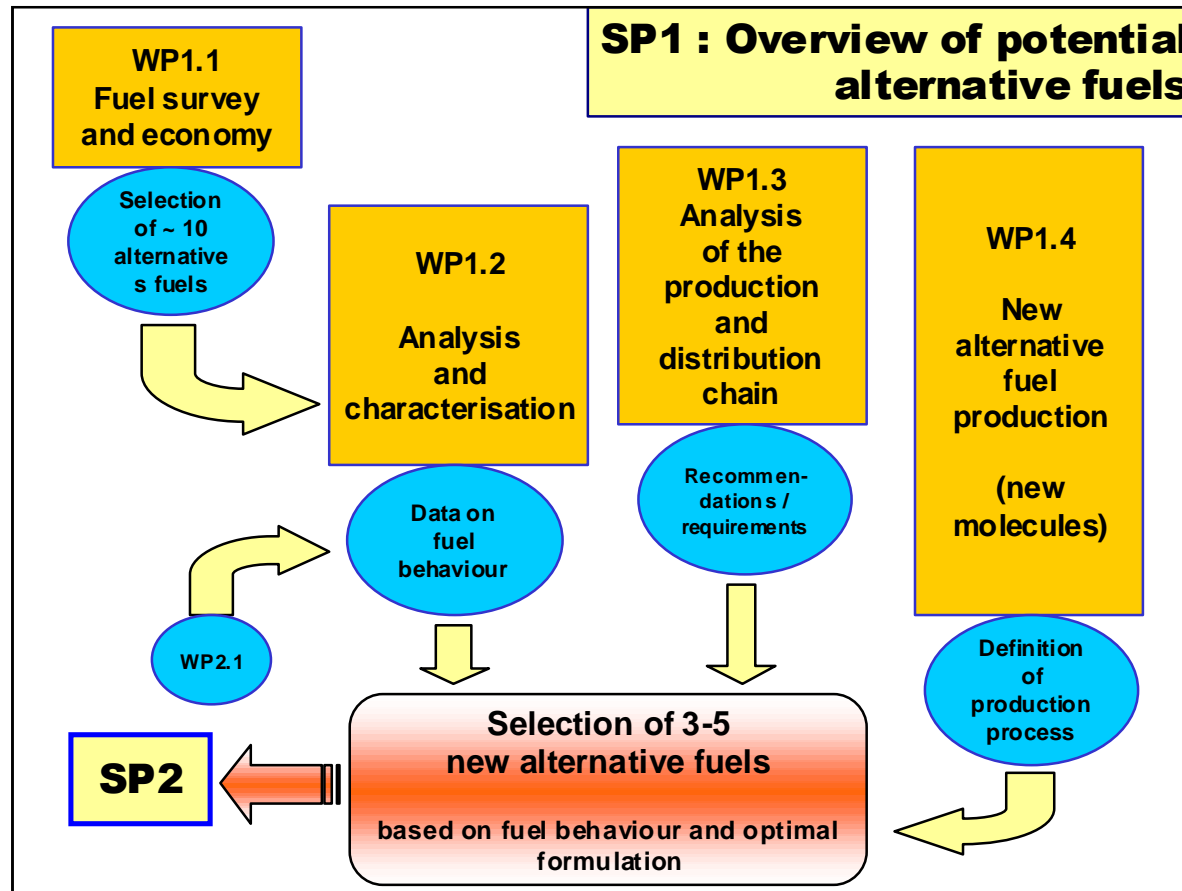 SP1 : Overview of potential
alternative fuels
WP1.1
Fuel survey
and economy
Selection
of ~ 10
alternative
s fuels
WP1.2
Analysis
and
characterisation
Data on
fuel
behaviour
WP2.1
WP1.3
Analysis
of the
production
and
distribution
chain
Recommen-
dations /
requirements
WP1.4
New
alternative
fuel
production
(new
molecules)
Definition
of
production
process
Selection of 3-5
new alternative fuels
based on fuel behaviour and optimal
formulation
SP2